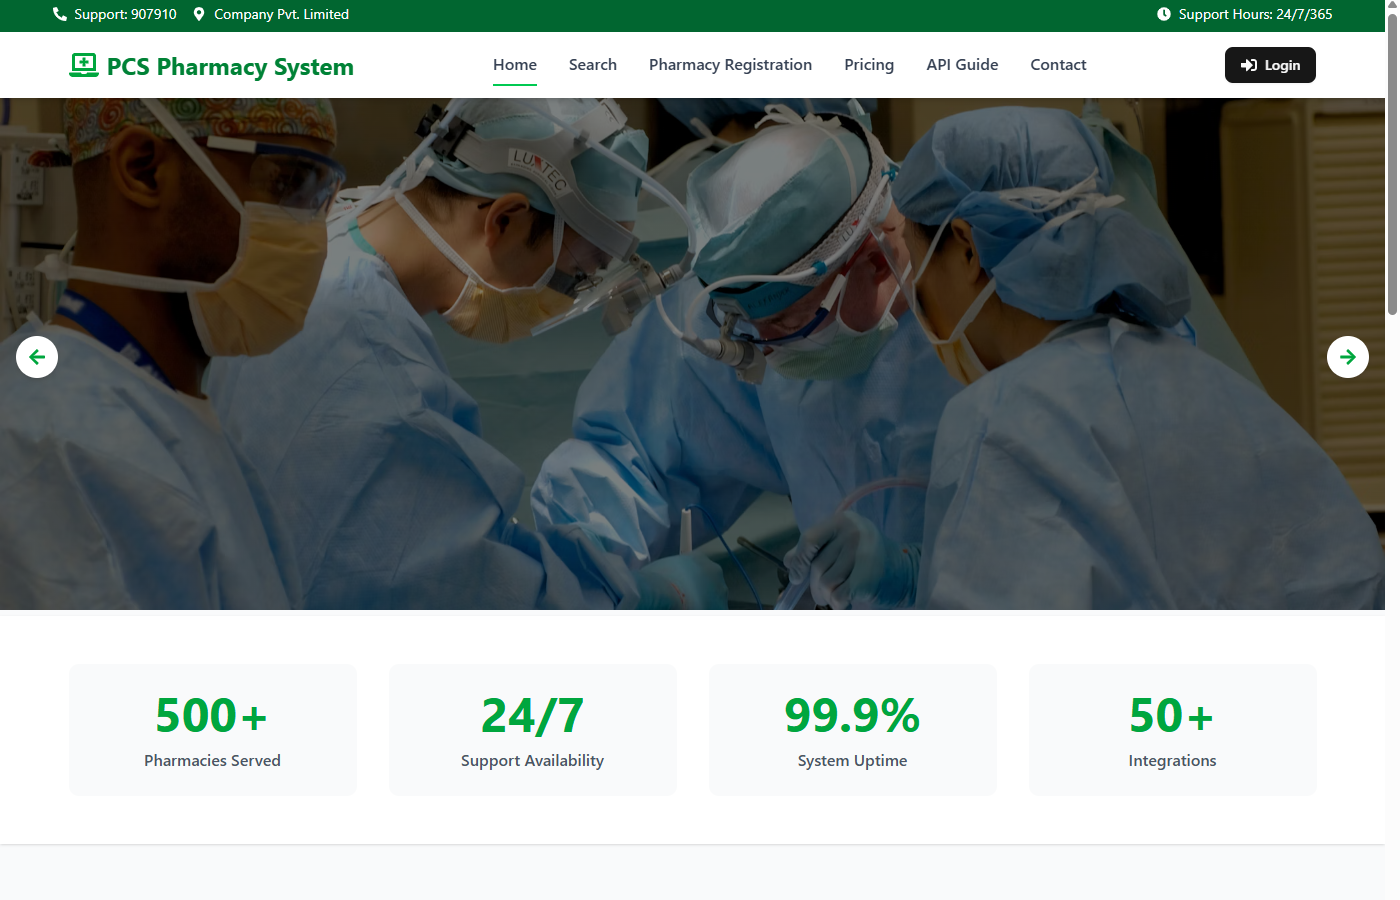 Support: 907910
Company Pvt. Limited
Support Hours: 24/7/365
PCS Pharmacy System
Home
Search
Pharmacy Registration
Pricing
API Guide
Contact
Login
LUXTEC
500+
24/7
99.9%
50+
Pharmacies Served
Support Availability
System Uptime
Integrations